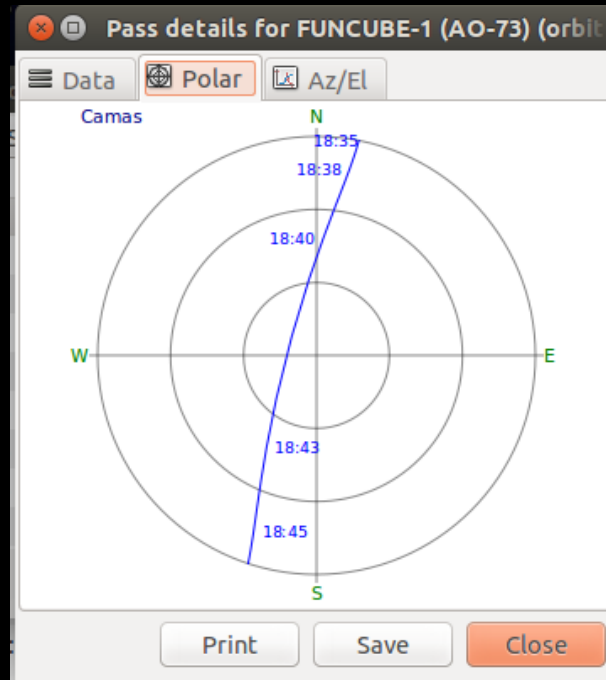 Pass details for FUNCUBE-1 (AO-73) (orbit
Data Polar Az/El
Camas
N
18:35
18:38
18:40
W E
18:43
18:45
S
Print Save Close